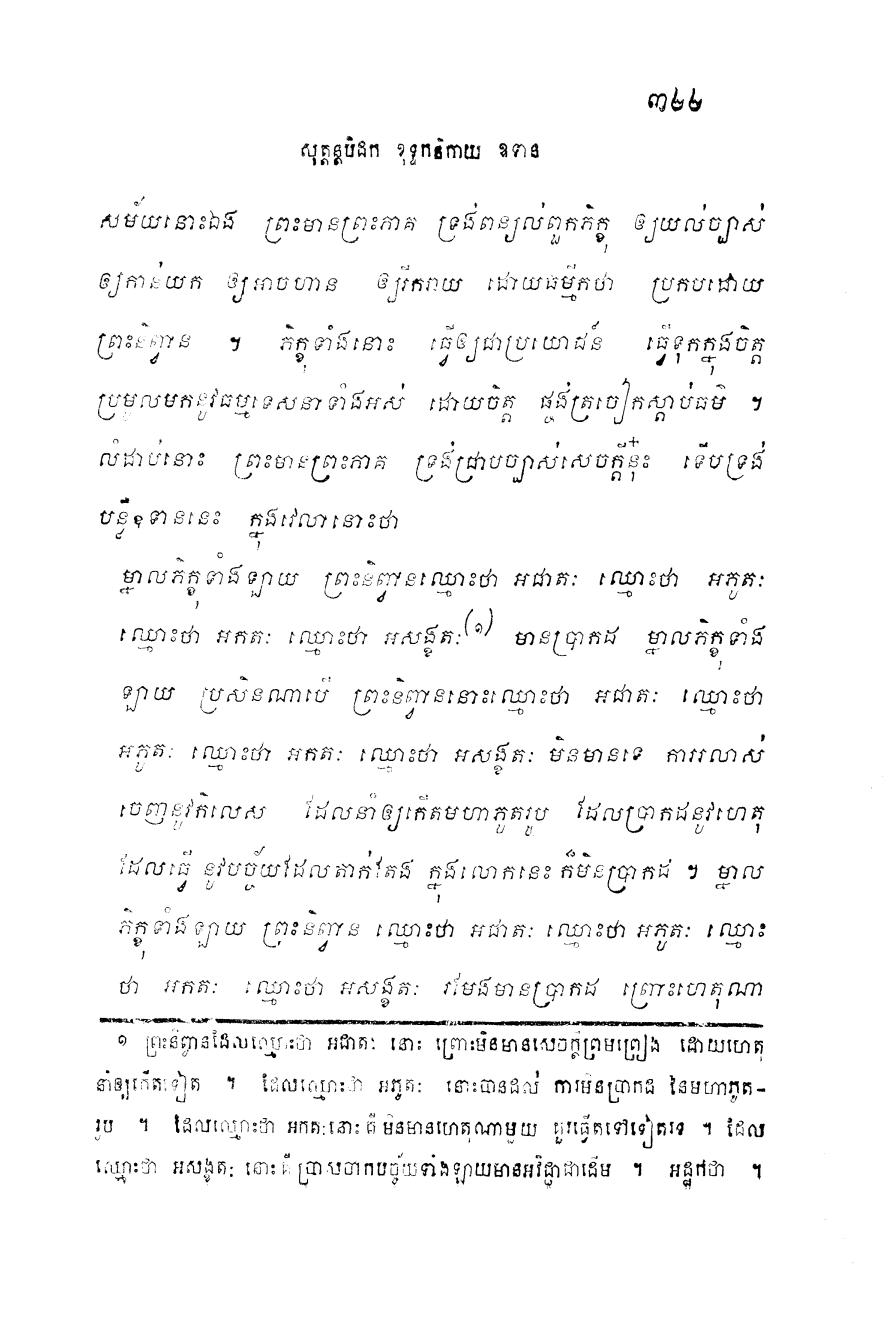 ៣៨៨
សុត្តន្តបិដក ខុទ្ទកនិកាយ ឧទាន
សម័យនោះឯង ព្រះមានព្រះភាគ ទ្រង់ពន្យល់ពួកភិក្ខុ ឲ្យយល់ច្បាស់
ឲ្យកាន់យក ឲ្យអាចហាន ឲ្យរីករាយ ដោយធម្មីកថា ប្រកបដោយ
ព្រះនិព្វាន ។ ភិក្ខុទាំងនោះ ធ្វើឲ្យជាប្រយោជន៍ ធ្វើទុកក្នុងចិត្ត
ប្រមូលមកនូវធម្មទេសនាទាំងអស់ ដោយចិត្ត ផ្ចង់ត្រចៀកស្តាប់ធម៌ ។
លំដាប់នោះ ព្រះមានព្រះភាគ ទ្រង់ជ្រាបច្បាស់សេចក្តីនុ៎ះ ទើបទ្រង់
បន្លឺឧទាននេះ ក្នុងវេលានោះថា
ម្នាលភិក្ខុទាំងឡាយ ព្រះនិព្វានឈ្មោះថា អជាតៈ ឈ្មោះថា អភូតៈ
ឈ្មោះថា អកតៈ ឈ្មោះថា អសង្ខតៈ(១) មានប្រាកដ ម្នាលភិក្ខុទាំង
ឡាយ ប្រសិនណាបើ ព្រះនិព្វាននោះឈ្មោះថា អជាតៈ ឈ្មោះថា
អភូតៈ ឈ្មោះថា អកតៈ ឈ្មោះថា អសង្ខតៈ មិនមានទេ ការរលាស់
ចេញនូវកិលេស ដែលនាំឲ្យកើតមហាភូតរូប ដែលប្រាកដនូវហេតុ
ដែលធ្វើ នូវបច្ច័យដែលតាក់តែង ក្នុងលោកនេះ ក៏មិនប្រាកដ ។ ម្នាល
ភិក្ខុទាំងឡាយ ព្រះនិព្វាន ឈ្មោះថា អជាតៈ ឈ្មោះថា អភូតៈ ឈ្មោះ
ថា អកតៈ ឈ្មោះថា អសង្ខតៈ រមែងមានប្រាកដ ព្រោះហេតុណា
១ ព្រះនិព្វានដែលឈ្មោះថា អជាតៈ នោះ ព្រោះមិនមានសេចក្តីព្រមព្រៀង ដោយហេតុ
នាំឲ្យកើតទៀត ។ ដែលឈ្មោះថា អភូតៈ នោះបានដល់ ការមិនប្រាកដ នៃមហាភូត-
រូប ។ ដែលឈ្មោះថា អកតៈនោះ គឺ មិនមានហេតុណាមួយ គួរធ្វើតទៅទៀតទេ ។ ដែល
ឈ្មោះថា អសង្ខតៈ នោះ គឺ ប្រាសចាកបច្ច័យទាំងឡាយមានអវិជ្ជាជាដើម ។ អដ្ឋកថា ។